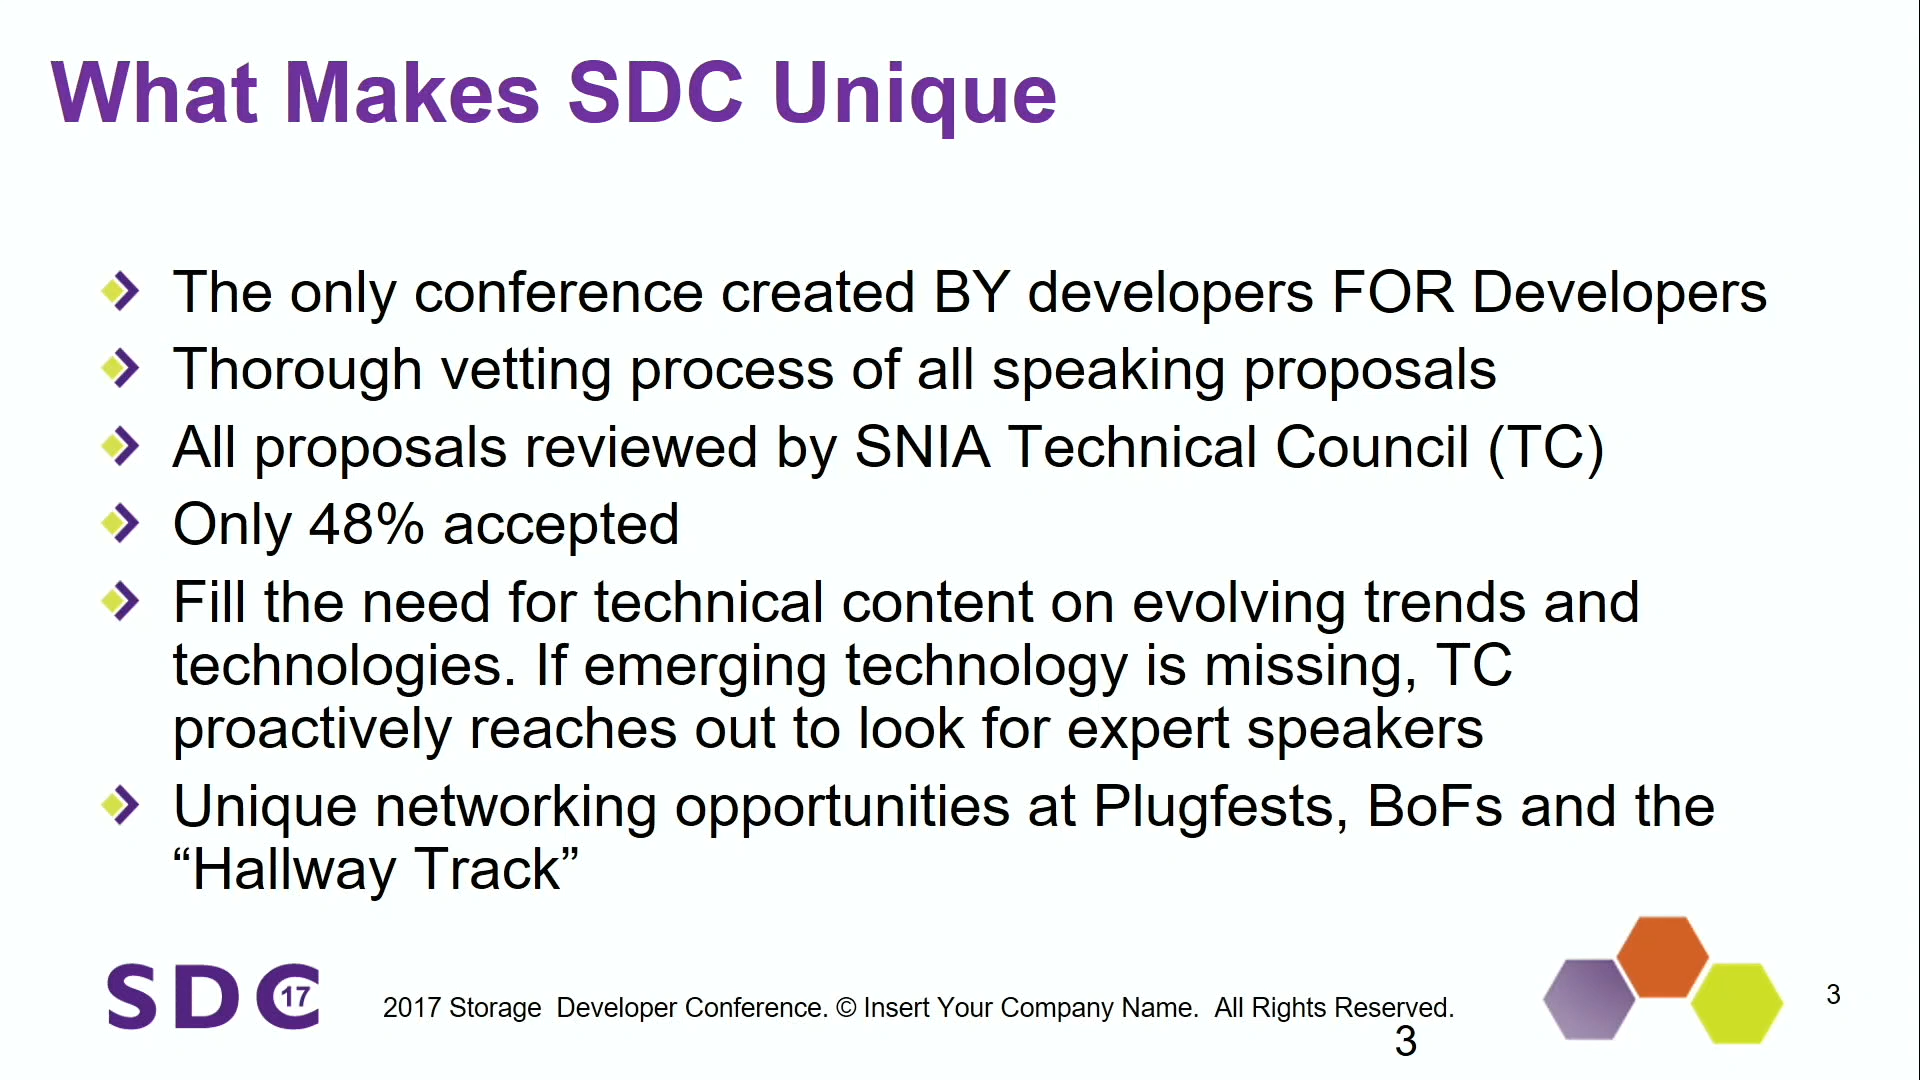 What Makes SDC Unique
The only conference created BY developers FOR Developers
Thorough vetting process of all speaking proposals
All proposals reviewed by SNIA Technical Council (TC)
Only 48% accepted
Fill the need for technical content on evolving trends and
technologies. If emerging technology is missing, TC
proactively reaches out to look for expert speakers
Unique networking opportunities at Plugfests, BoFs and the
“Hallway Track”
SDC 17
2017 Storage  Developer Conference. © Insert Your Company Name.  All Rights Reserved.
3
3